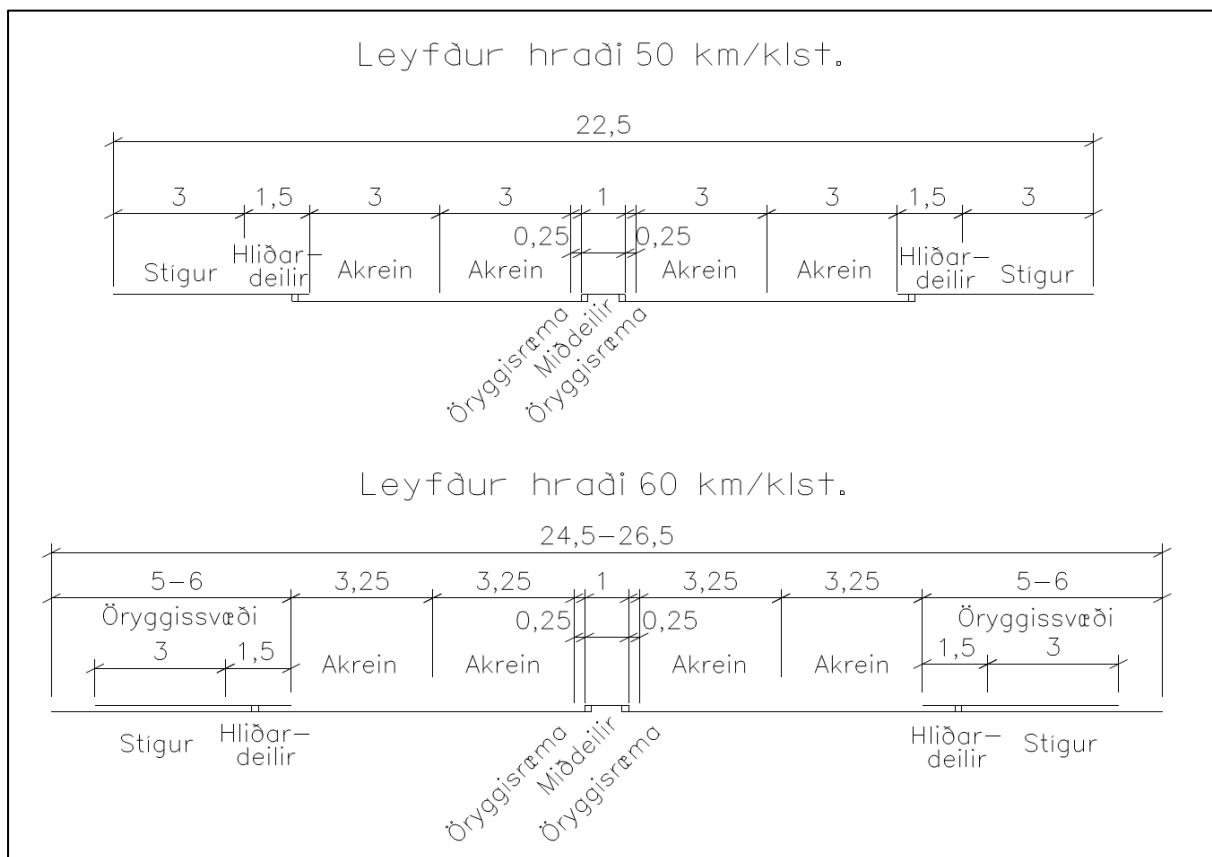 Leyfður hraði 50 km/klst.
22,5
3 1,5 3 3 1 3 3 1,5 3
0,25 0,25
Stígur Hliðar-deilir Akrein Akrein Akrein Akrein Hliðar-deilir Stígur
Öryggisræma
Miðdeilir
Öryggisræma
Leyfður hraði 60 km/klst.
24,5-26,5
5-6 3,25 3,25 1 3,25 3,25 5-6
Öryggissvæði 0,25 0,25 Öryggissvæði
3 1,5 Akrein Akrein Akrein Akrein 1,5 3
Stígur Hliðar-deilir Hliðar-deilir Stígur
Öryggisræma
Miðdeilir
Öryggisræma